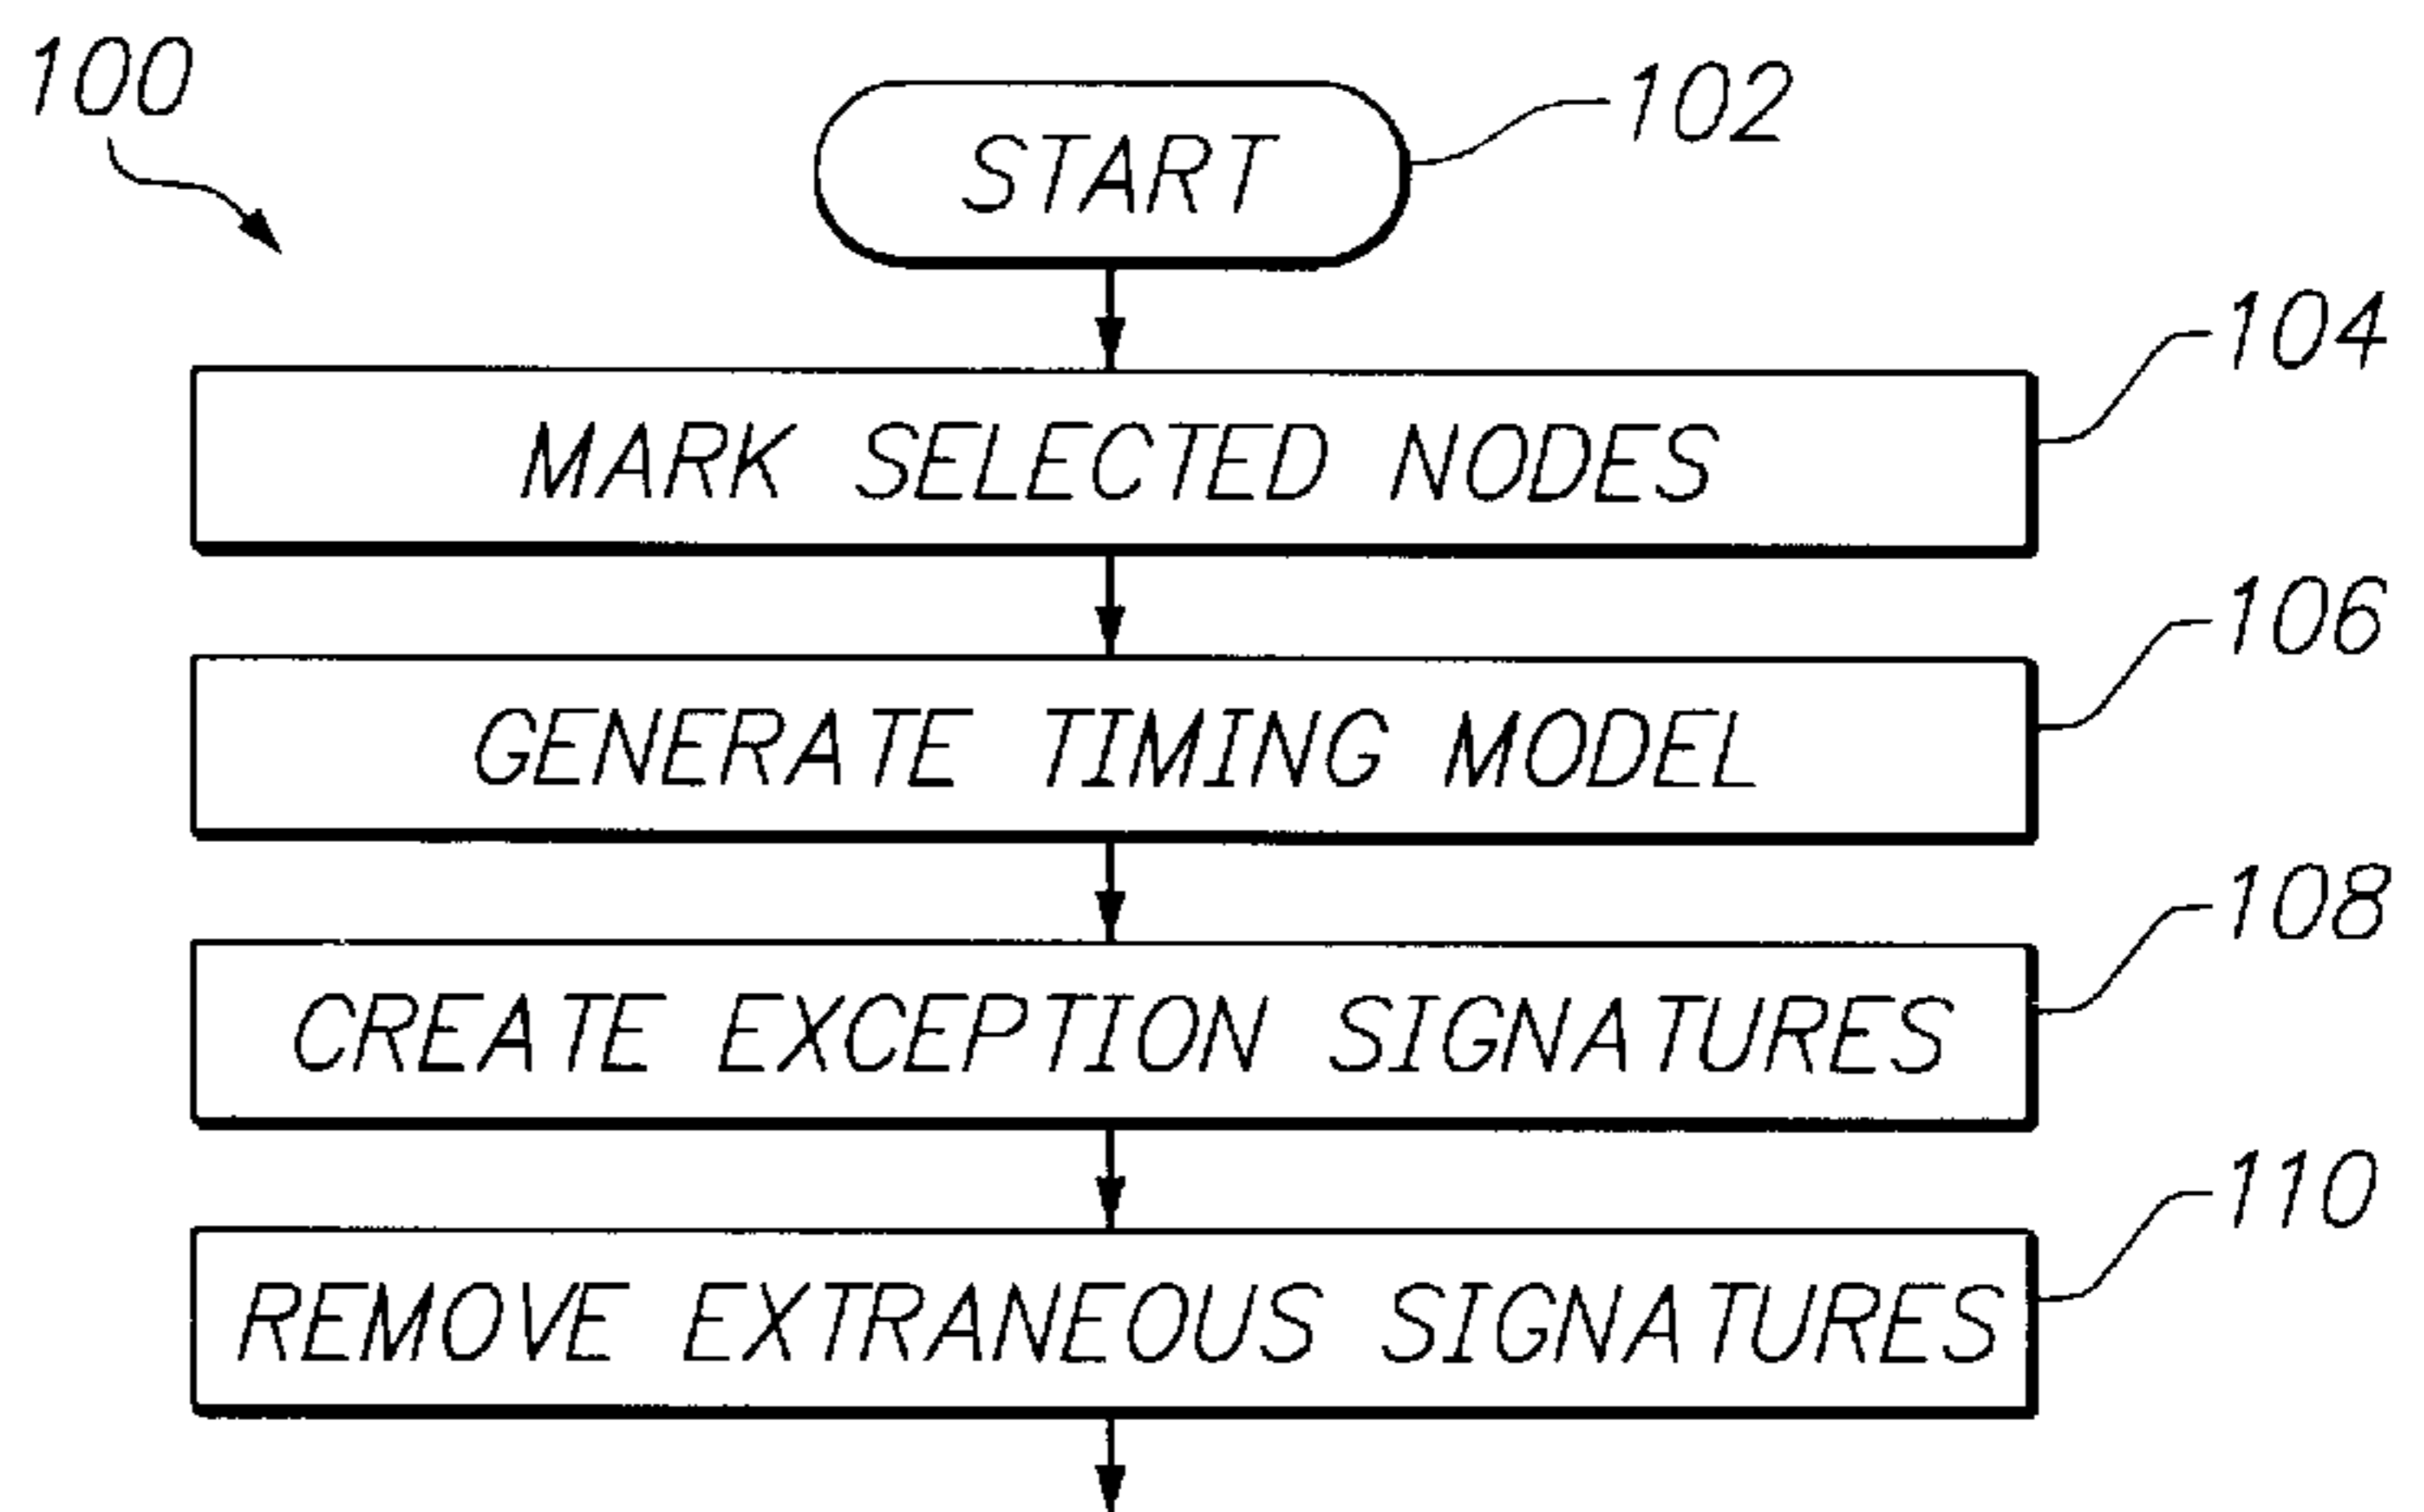 100
START
102
MARK SELECTED NODES
104
GENERATE TIMING MODEL
106
CREATE EXCEPTION SIGNATURES
108
REMOVE EXTRANEOUS SIGNATURES
110